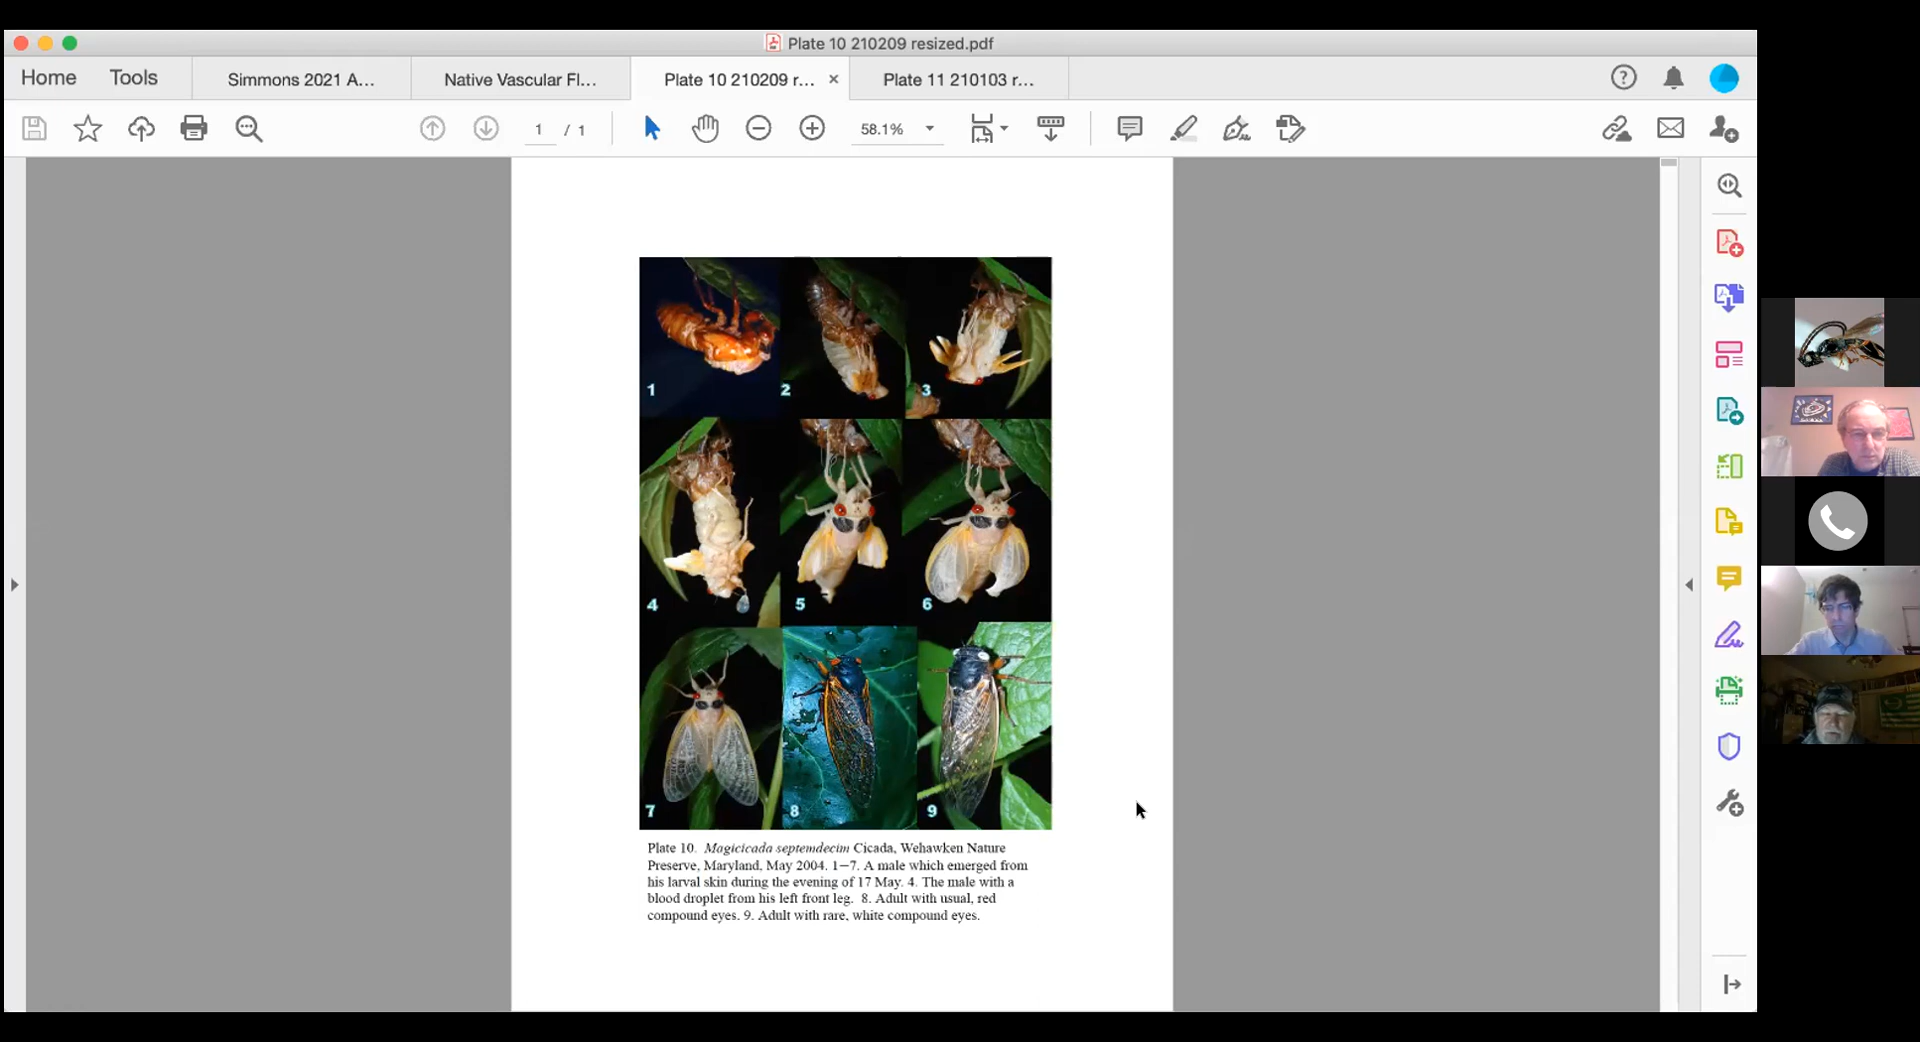 Plate 10 210209 resized.pdf
Home
Tools
Simmons 2021 A...
Native Vascular Fl...
Plate 10 210209 r...
Plate 11 210103 r...
1 / 1
58.1%
1
2
3
4
5
6
7
8
9
Plate 10. Magicicada septemdecim Cicada, Wehawken Nature
Preserve, Maryland, May 2004. 1–7. A male which emerged from
his larval skin during the evening of 17 May. 4. The male with a
blood droplet from his left front leg. 8. Adult with usual, red
compound eyes. 9. Adult with rare, white compound eyes.